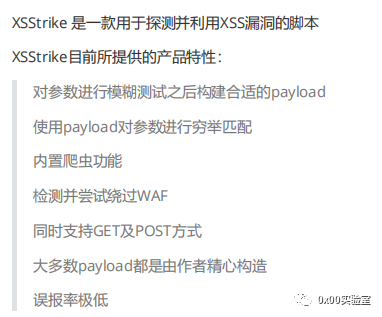 XSStrike 是一款用于探测并利用XSS漏洞的脚本
XSStrike目前所提供的产品特性：
对参数进行模糊测试之后构建合适的payload
使用payload对参数进行穷举匹配
内置爬虫功能
检测并尝试绕过WAF
同时支持GET及POST方式
大多数payload都是由作者精心构造
误报率极低
0x00实验室